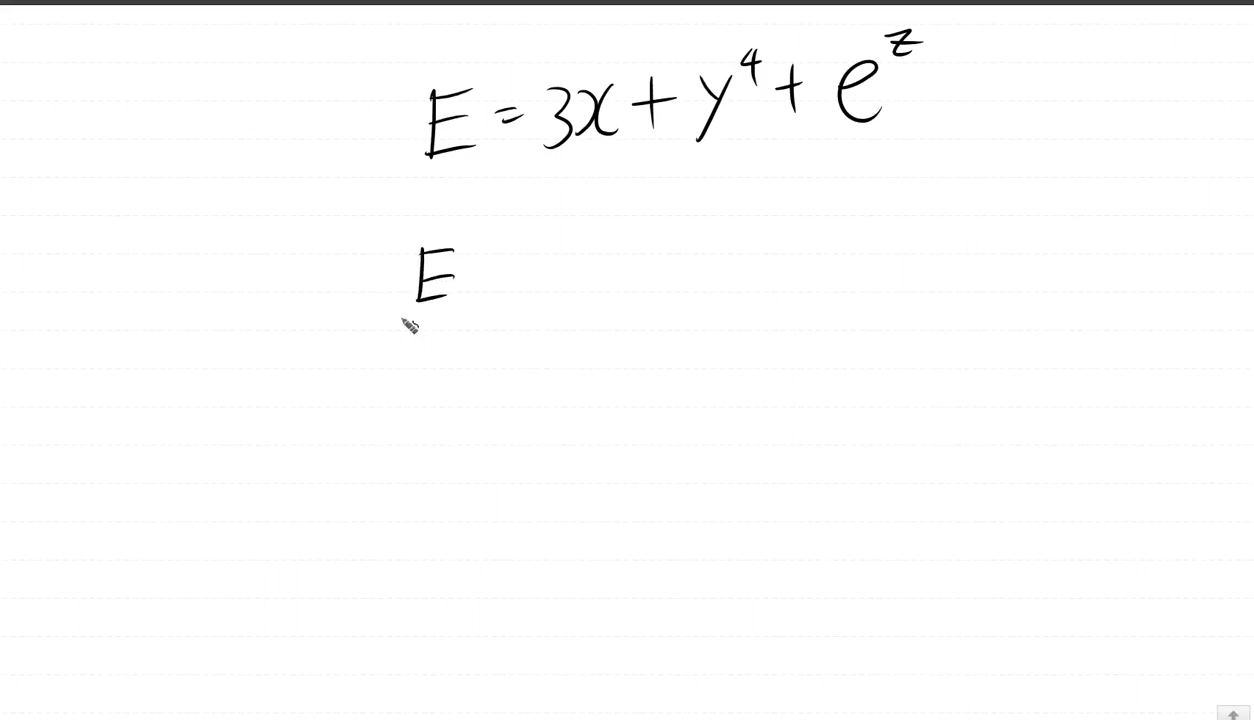 E = 3x + y⁴ + e^z
E